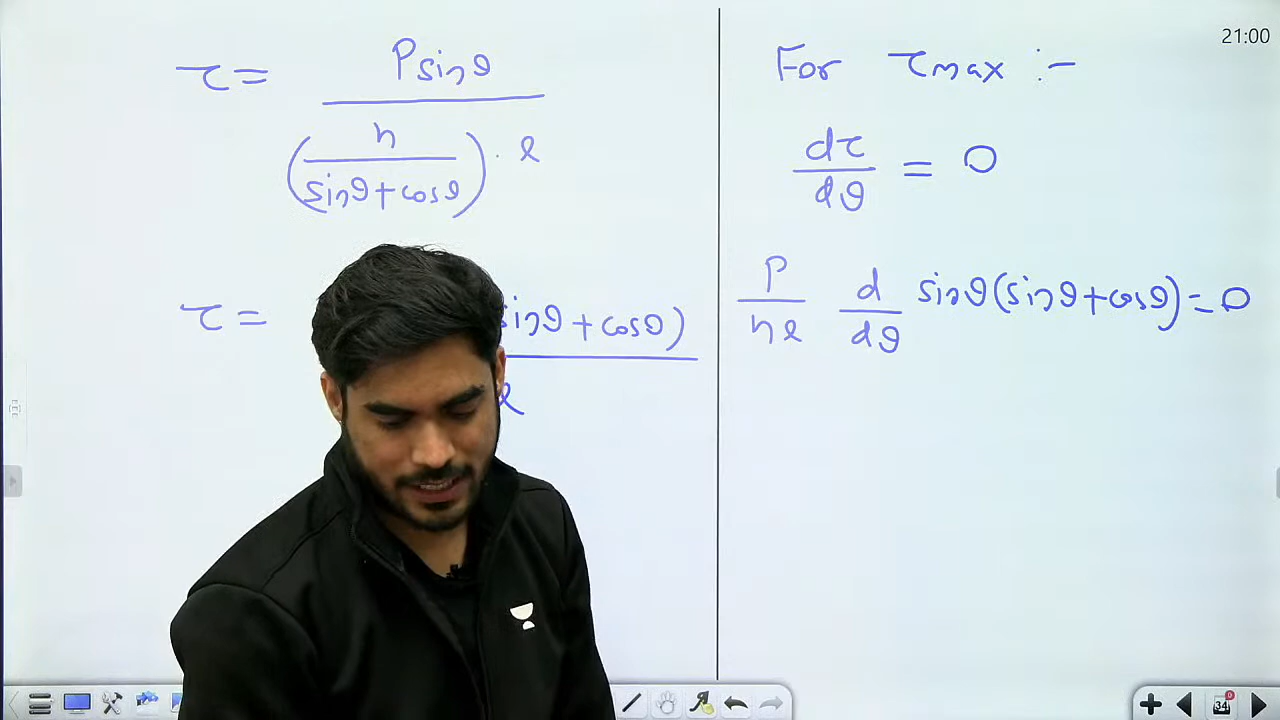 τ = P sinθ / (h / (sinθ + cosθ)) · l
τ = sinθ + cosθ) / l
21:00
For τmax :-
dτ/dθ = 0
P/hl d/dθ sinθ(sinθ + cosθ) = 0
34